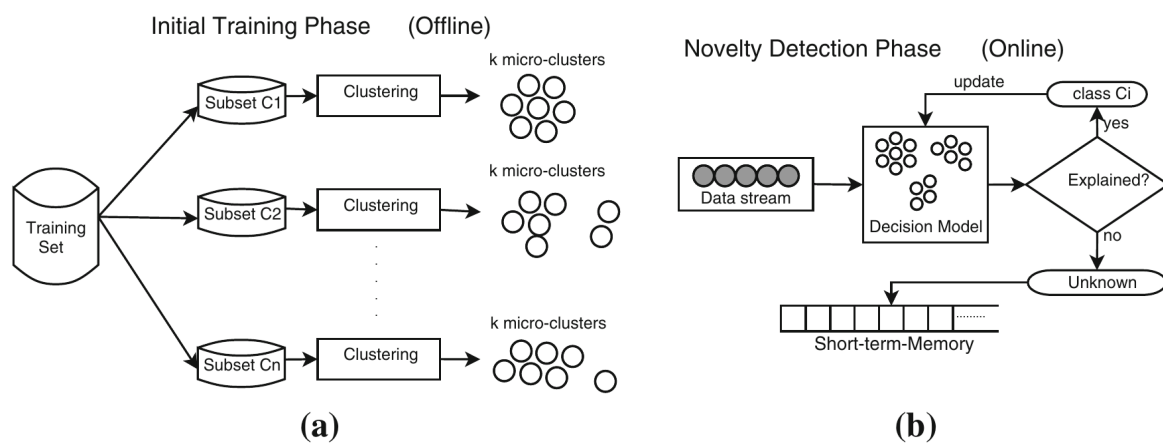 Initial Training Phase (Offline)
k micro-clusters
Subset C1
Clustering
k micro-clusters
Training
Set
Subset C2
Clustering
k micro-clusters
Subset Cn
Clustering
(a)
Novelty Detection Phase (Online)
update
class Ci
yes
Explained?
Data stream
Decision Model
no
Unknown
Short-term-Memory
(b)